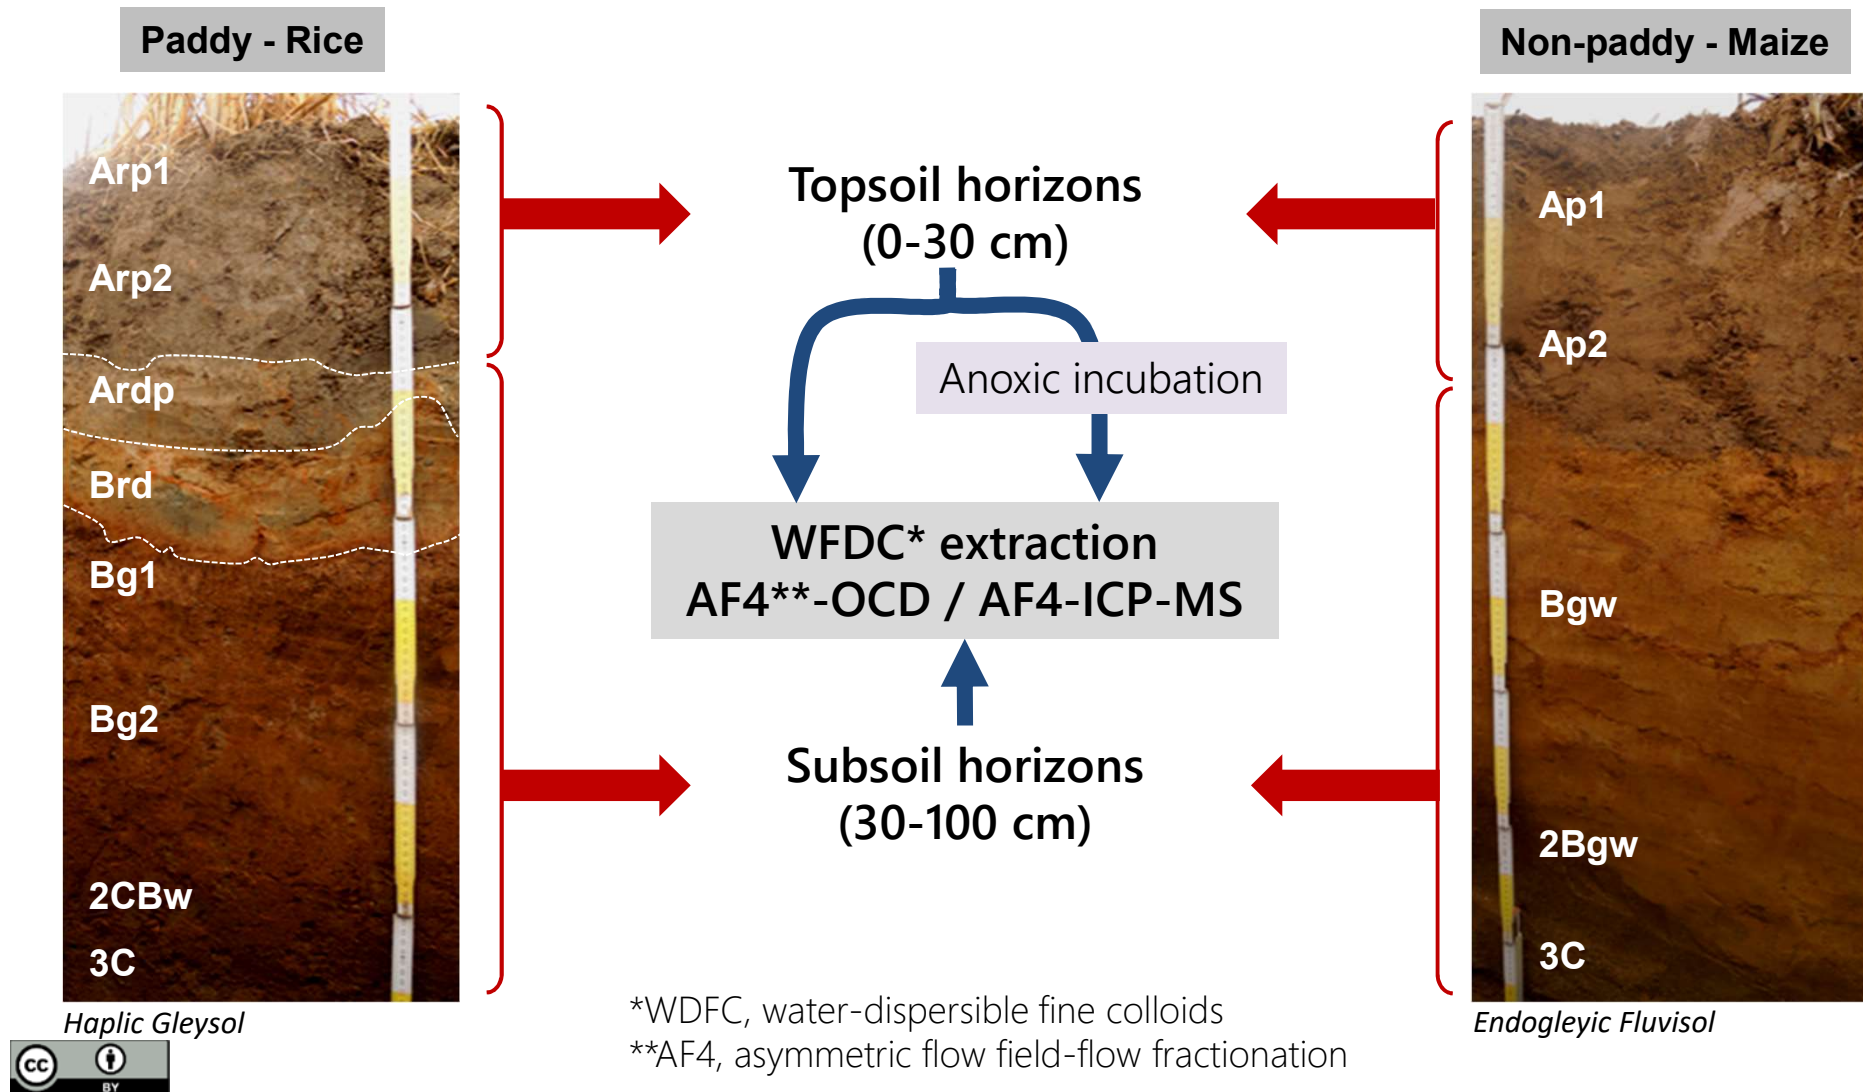 Paddy - Rice
Non-paddy - Maize
Arp1
Arp2
Ardp
Brd
Bg1
Bg2
2CBw
3C
Haplic Gleysol
Topsoil horizons
(0-30 cm)
Anoxic incubation
WFDC* extraction
AF4**-OCD / AF4-ICP-MS
Subsoil horizons
(30-100 cm)
*WDFC, water-dispersible fine colloids
**AF4, asymmetric flow field-flow fractionation
Ap1
Ap2
Bgw
2Bgw
3C
Endogleyic Fluvisol
cc
BY